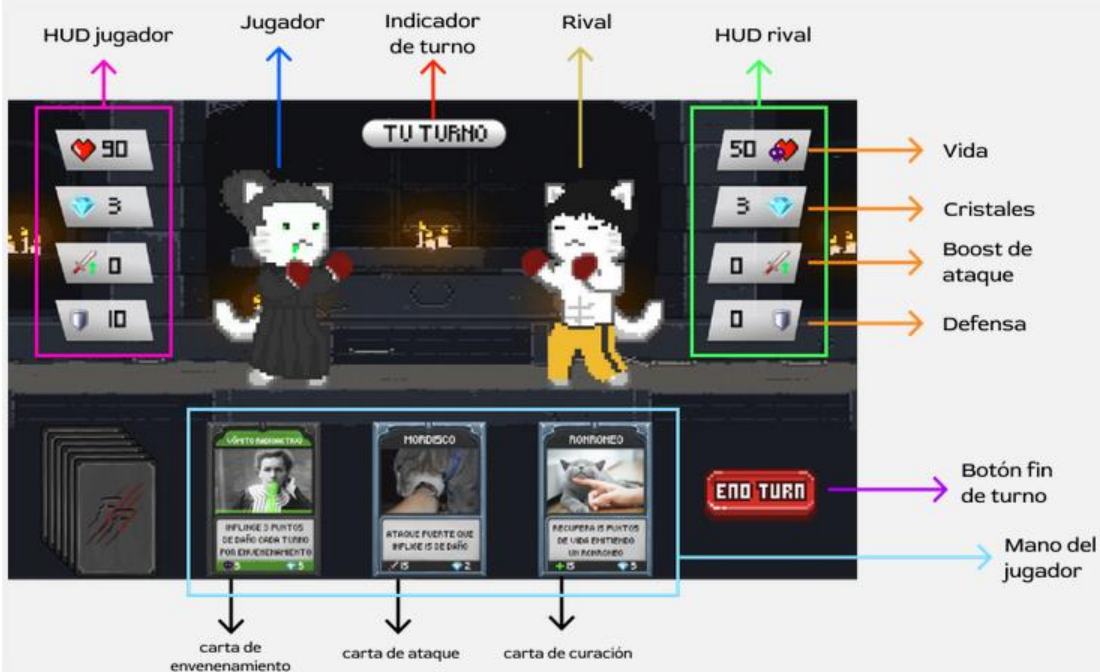 HUD jugador
Jugador
Indicador
de turno
Rival
HUD rival
TU TURNO
90
3
0
10
50
3
0
0
Vida
Cristales
Boost de
ataque
Defensa
VÓMITO RADIOACTIVO
INFLINGE 3 PUNTOS
DE DAÑO CADA TURNO
POR ENVENENAMIENTO
5
MORDISCO
ATAQUE FUERTE QUE
INFLIGE 15 DE DAÑO
15
2
RONRONEO
RECUPERA 15 PUNTOS
DE VIDA EMITIENDO
UN RONRONEO
15
5
END TURN
Botón fin
de turno
Mano del
jugador
carta de
envenenamiento
carta de ataque
carta de curación